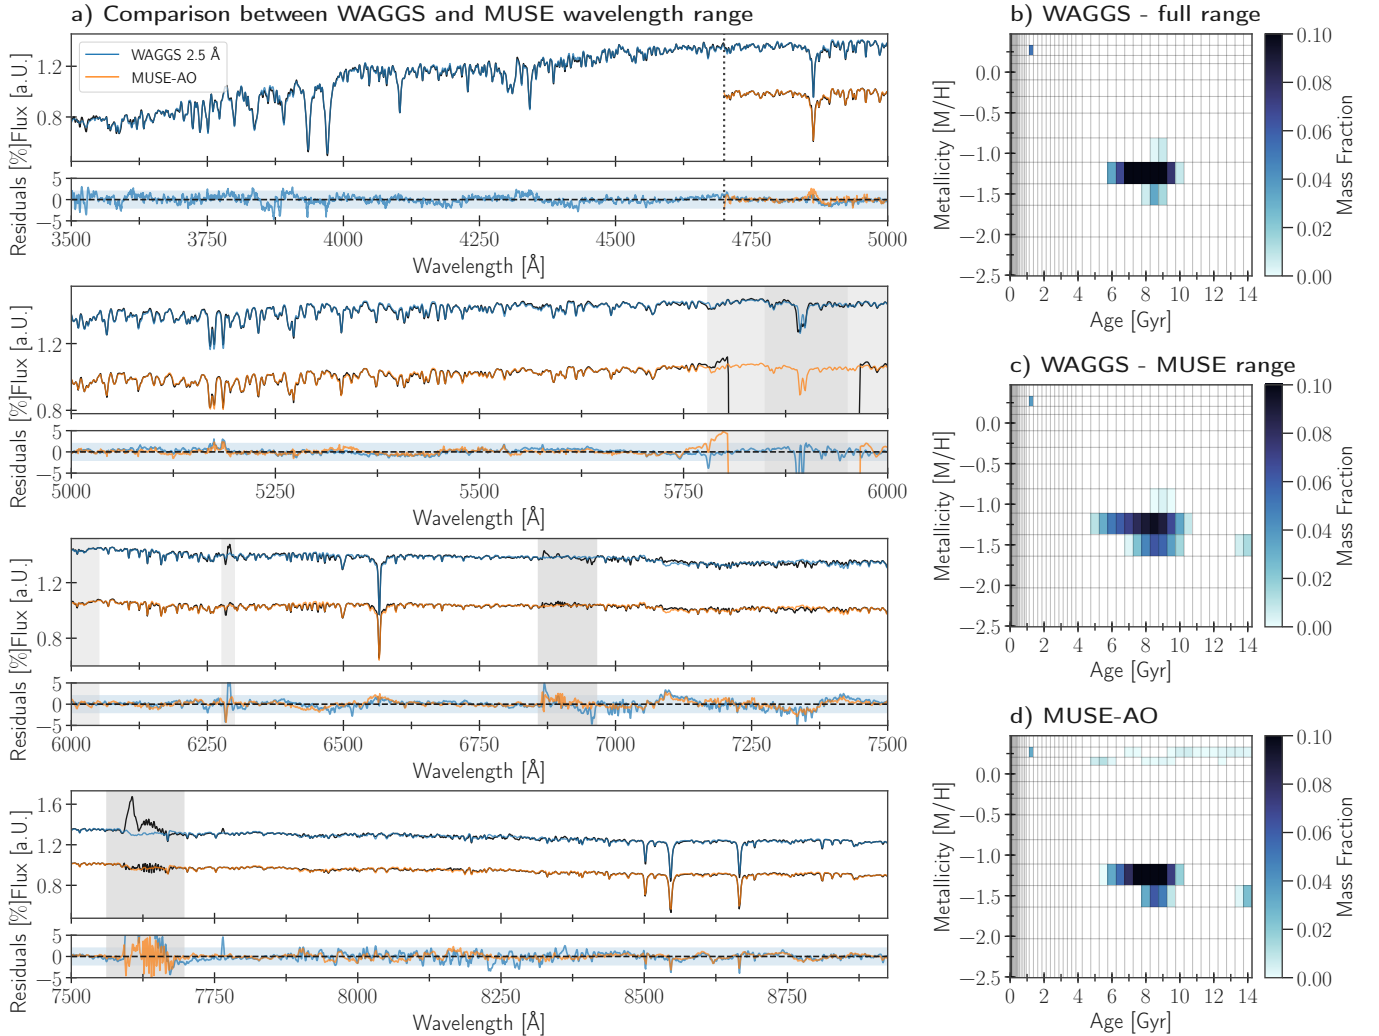 a) Comparison between WAGGS and MUSE wavelength range
WAGGS 2.5 Å
MUSE-AO
Flux [a.U.]
1.2
0.8
Residuals [%]
5
0
−5
3500 3750 4000 4250 4500 4750 5000
Wavelength [Å]
Flux [a.U.]
1.2
0.8
Residuals [%]
5
0
−5
5000 5250 5500 5750 6000
Wavelength [Å]
Flux [a.U.]
1.2
0.8
Residuals [%]
5
0
−5
6000 6250 6500 6750 7000 7250 7500
Wavelength [Å]
Flux [a.U.]
1.6
1.2
0.8
Residuals [%]
5
0
−5
7500 7750 8000 8250 8500 8750
Wavelength [Å]
b) WAGGS - full range
Metallicity [M/H]
0.0
−0.5
−1.0
−1.5
−2.0
−2.5
0 2 4 6 8 10 12 14
Age [Gyr]
0.10
0.08
0.06
0.04
0.02
0.00
Mass Fraction
c) WAGGS - MUSE range
Metallicity [M/H]
0.0
−0.5
−1.0
−1.5
−2.0
−2.5
0 2 4 6 8 10 12 14
Age [Gyr]
0.10
0.08
0.06
0.04
0.02
0.00
Mass Fraction
d) MUSE-AO
Metallicity [M/H]
0.0
−0.5
−1.0
−1.5
−2.0
−2.5
0 2 4 6 8 10 12 14
Age [Gyr]
0.10
0.08
0.06
0.04
0.02
0.00
Mass Fraction